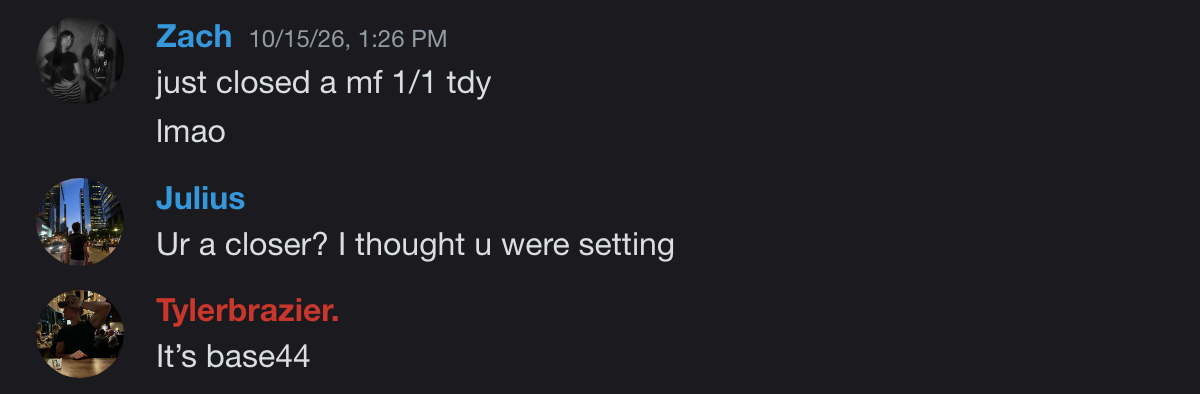 Zach 10/15/26, 1:26 PM
just closed a mf 1/1 tdy
lmao
Julius
Ur a closer? I thought u were setting
Tylerbrazier.
It’s base44